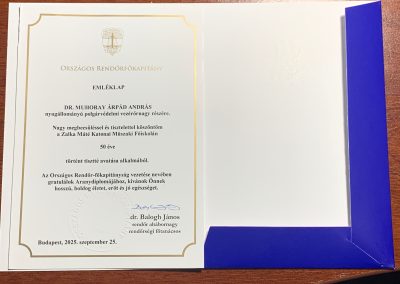 ORSZÁGOS RENDŐRFŐKAPITÁNY
EMLÉKLAP
DR. MUHORAY ÁRPÁD ANDRÁS
nyugállományú polgárvédelmi vezérőrnagy részére.
Nagy megbecsüléssel és tisztelettel köszöntöm
a Zalka Máté Katonai Műszaki Főiskolán
50 éve
történt tisztté avatása alkalmából.
Az Országos Rendőr-főkapitányság vezetése nevében
gratulálok Aranydiplomájához, kívánok Önnek
hosszú, boldog életet, erőt és jó egészséget.
dr. Balogh János
rendőr altábornagy
rendőrségi főtanácsos
Budapest, 2025. szeptember 25.